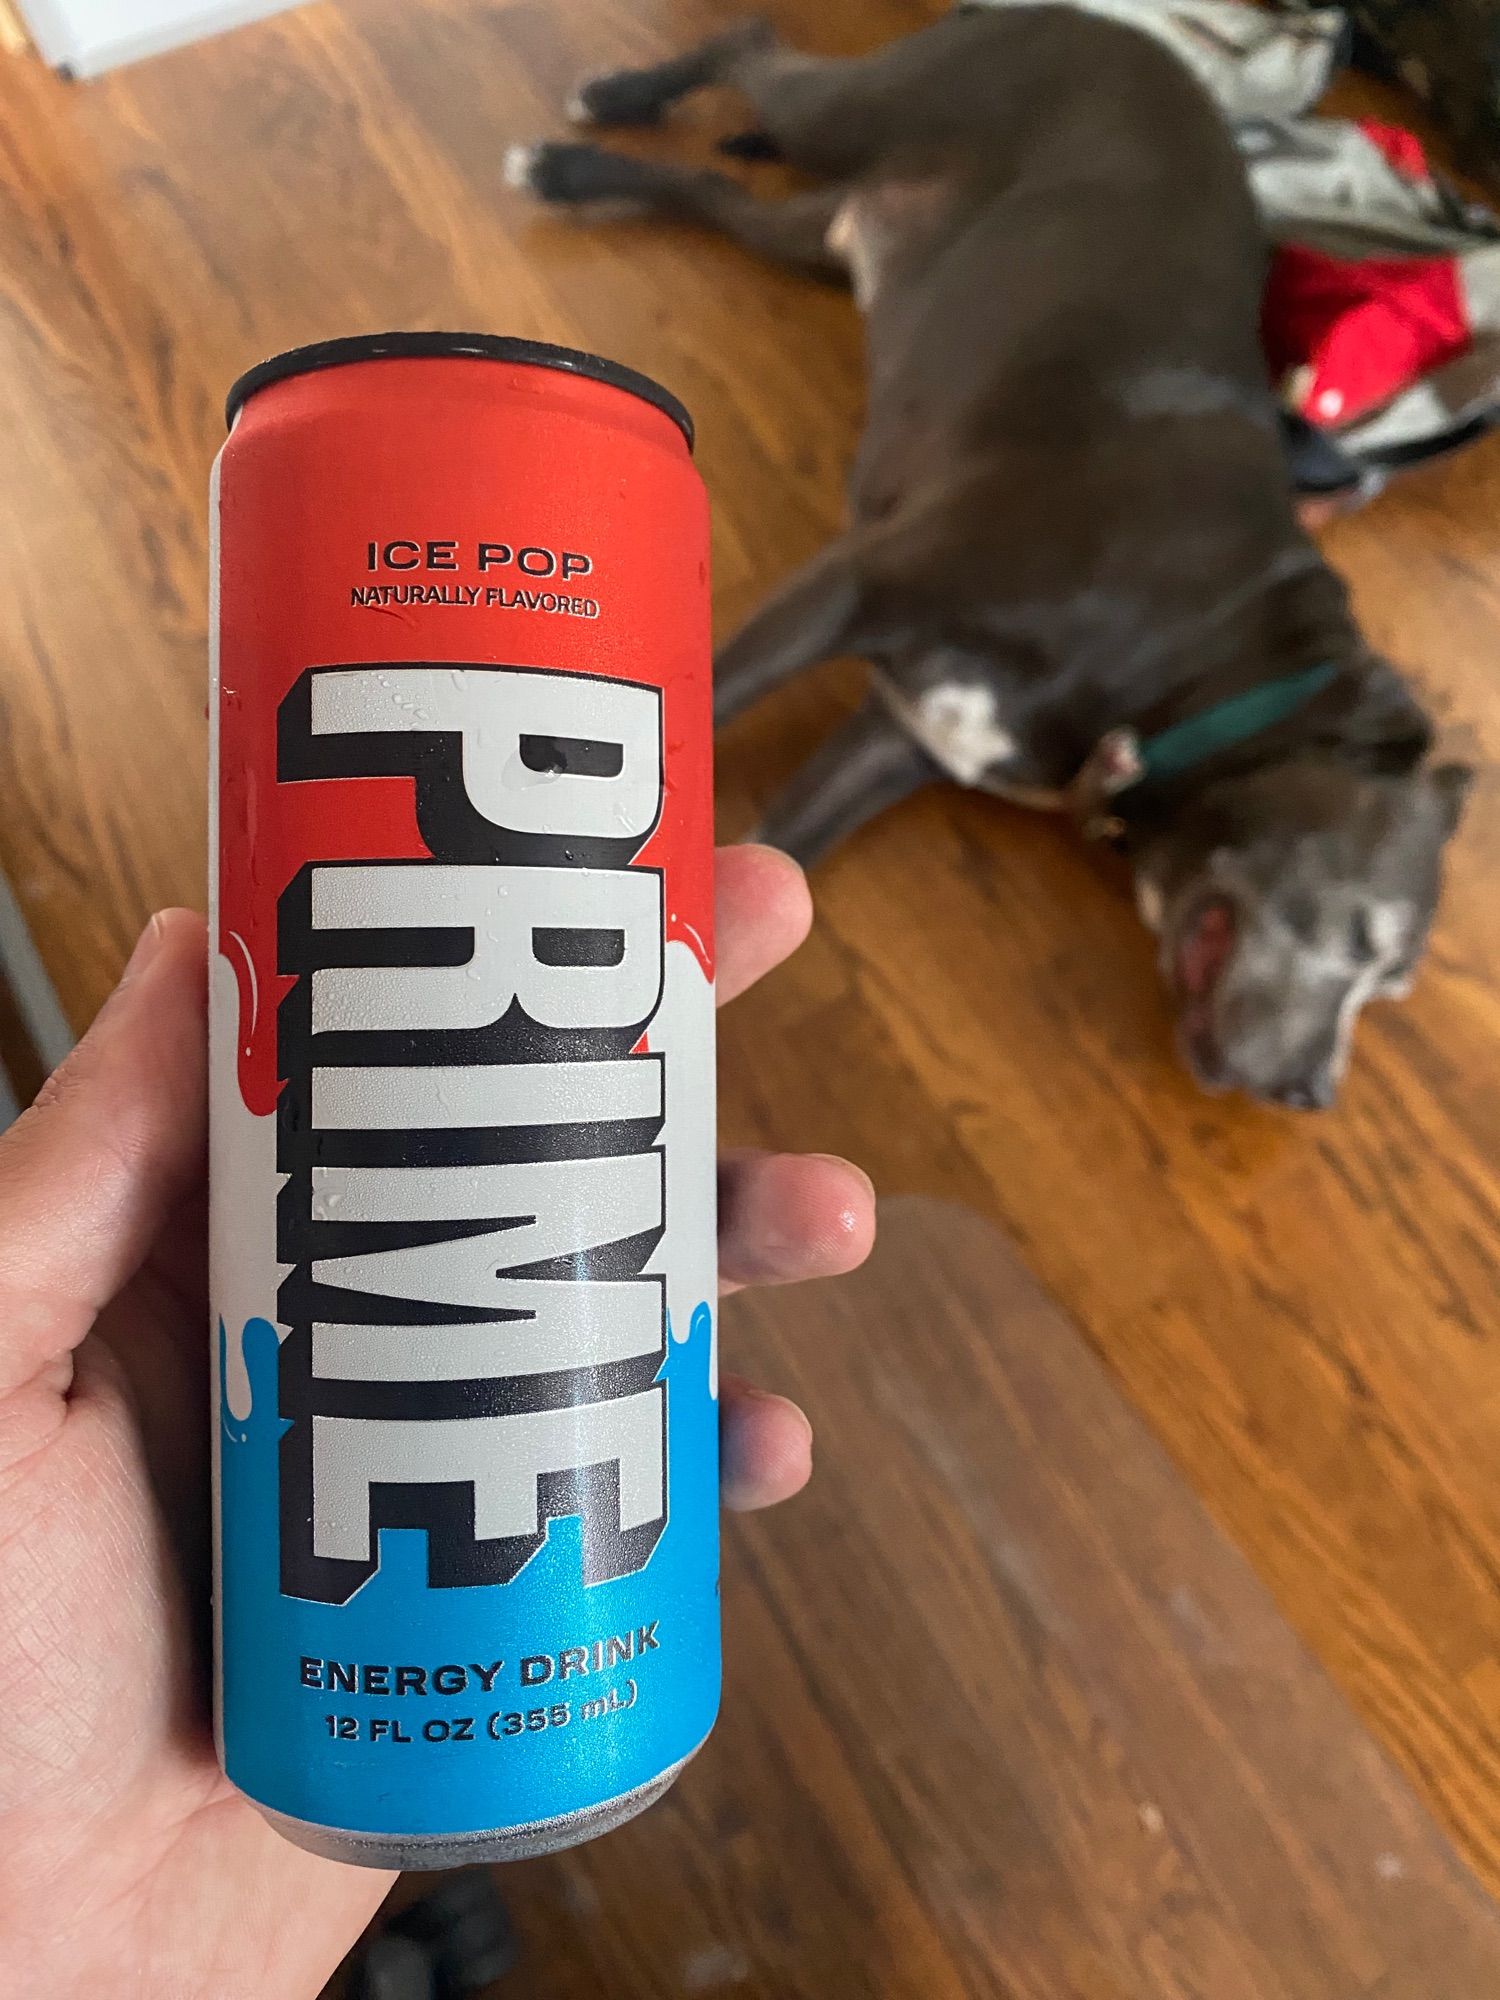 ICE POP
NATURALLY FLAVORED
PRIME
ENERGY DRINK
12 FL OZ (355 mL)